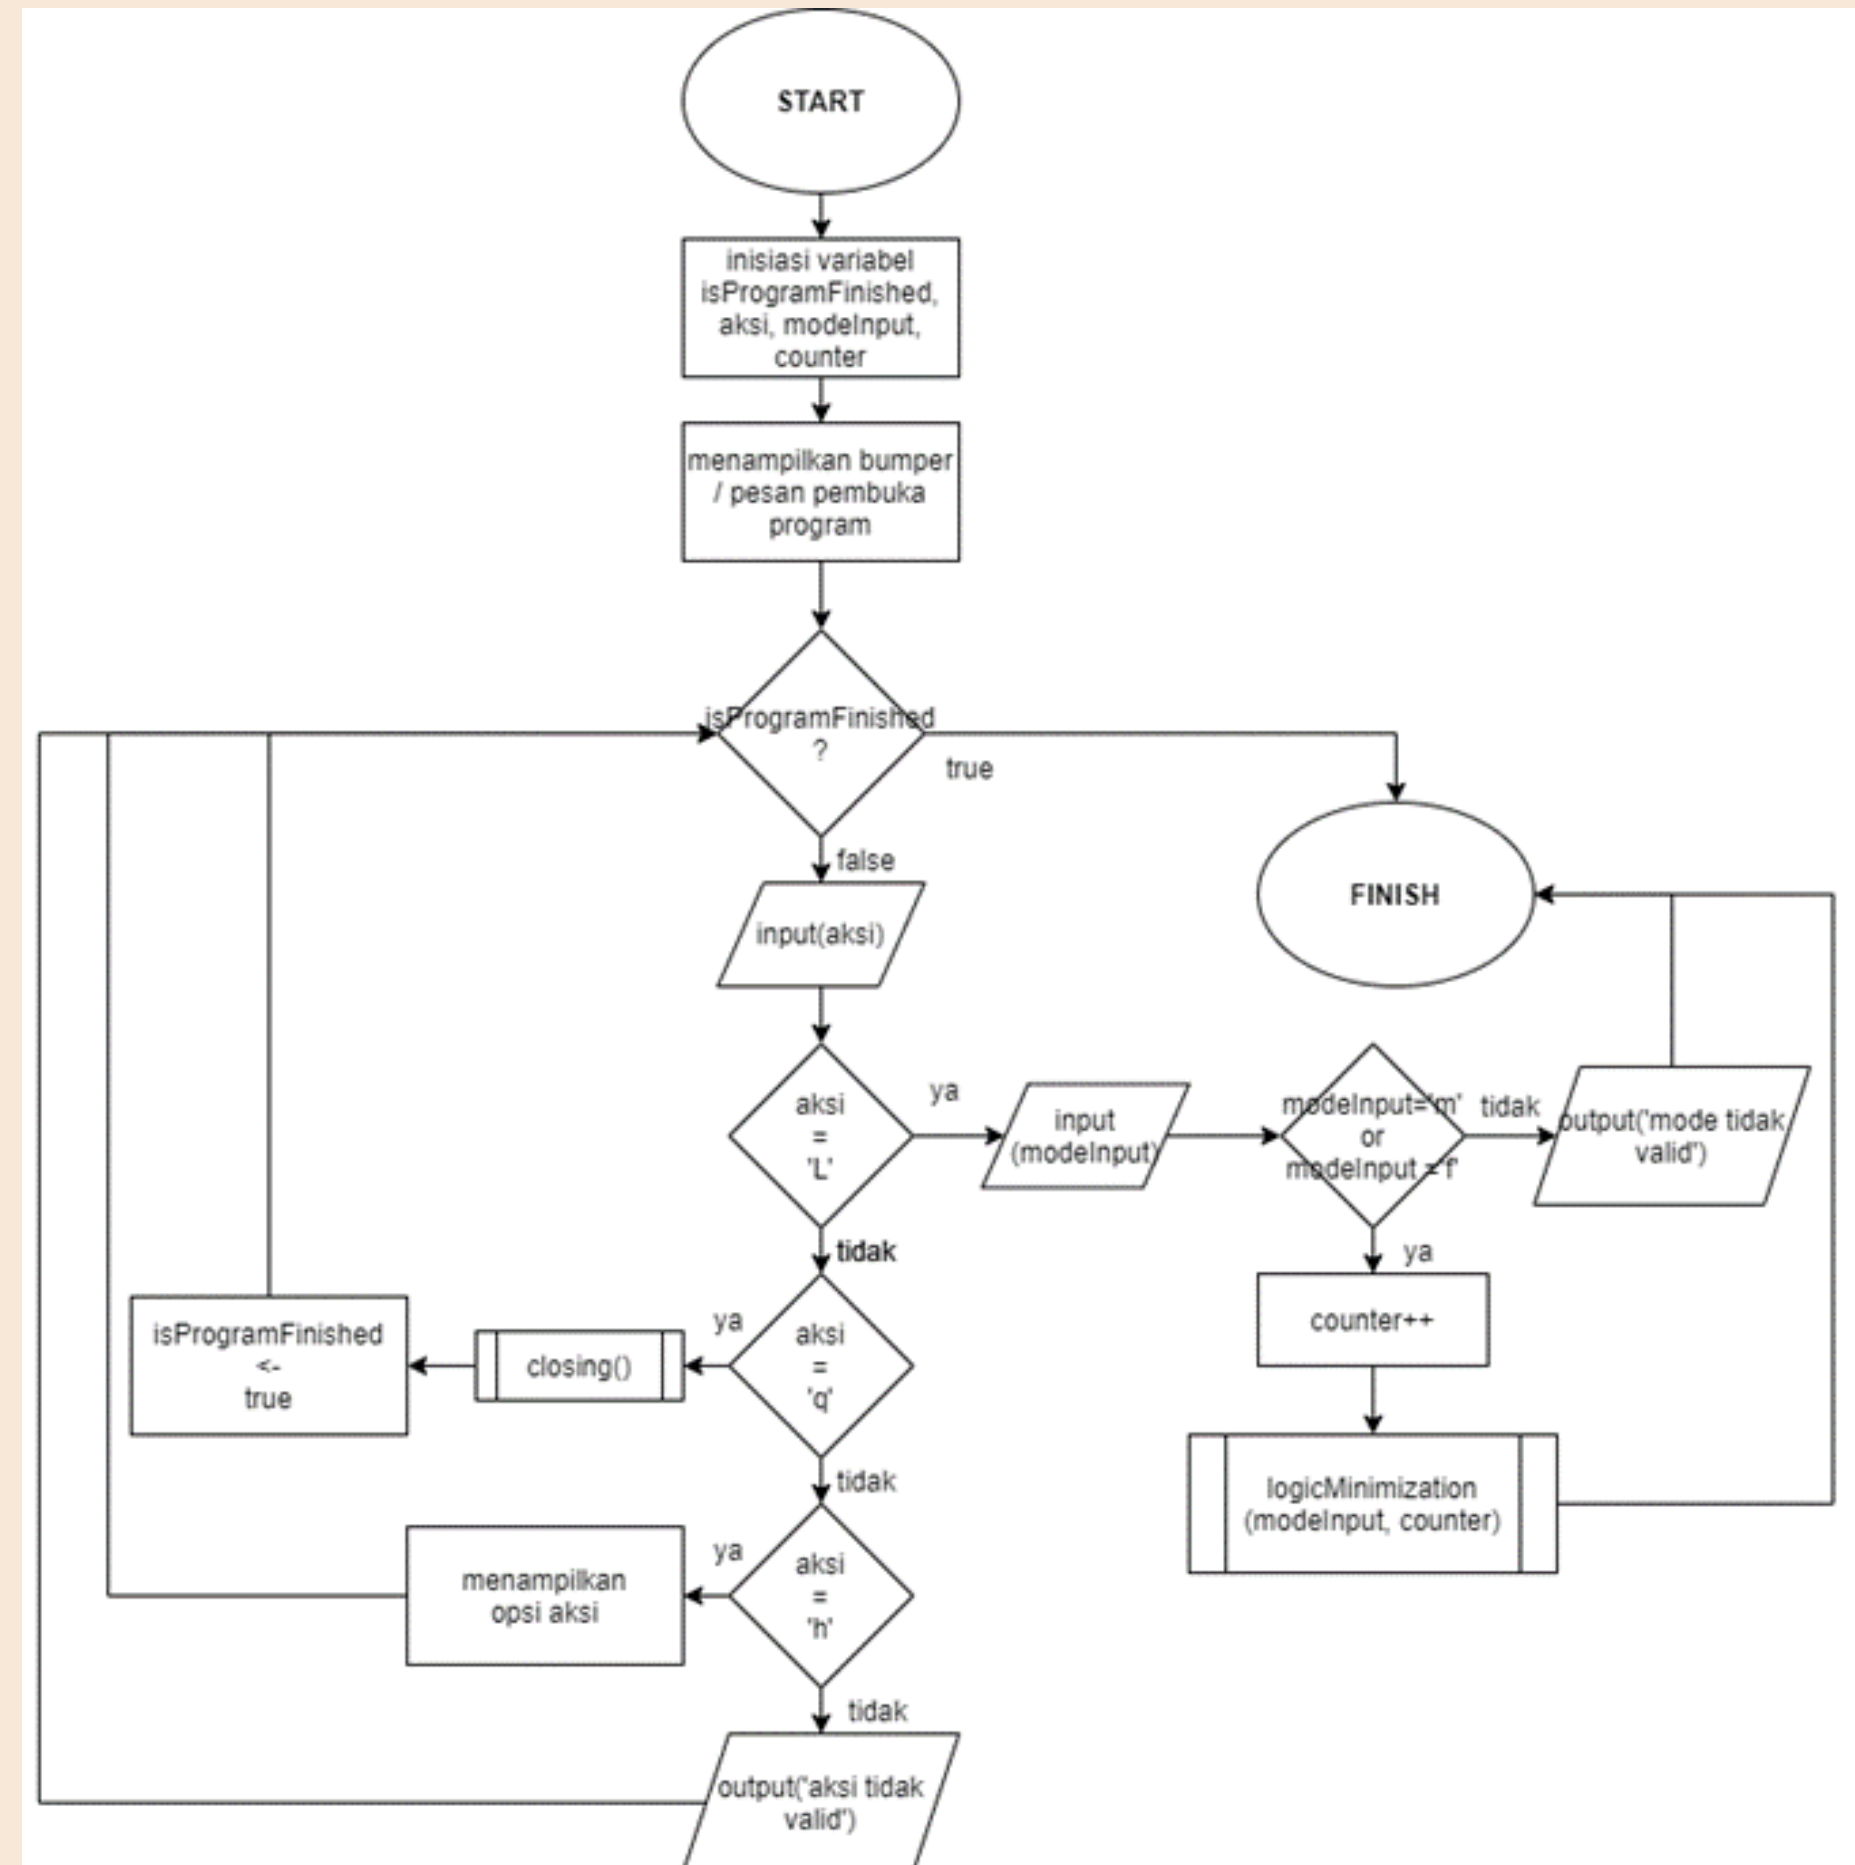 START
inisiasi variabel
isProgramFinished,
aksi, modeInput,
counter
menampilkan bumper
/ pesan pembuka
program
isProgramFinished
?
true
false
input(aksi)
FINISH
aksi
=
'L'
ya
input
(modeInput)
modeInput='m'
or
modeInput ='f'
tidak
output('mode tidak
valid')
tidak
ya
counter++
logicMinimization
(modeInput, counter)
aksi
=
'q'
ya
closing()
isProgramFinished
<-
true
tidak
aksi
=
'h'
ya
menampilkan
opsi aksi
tidak
output('aksi tidak
valid')